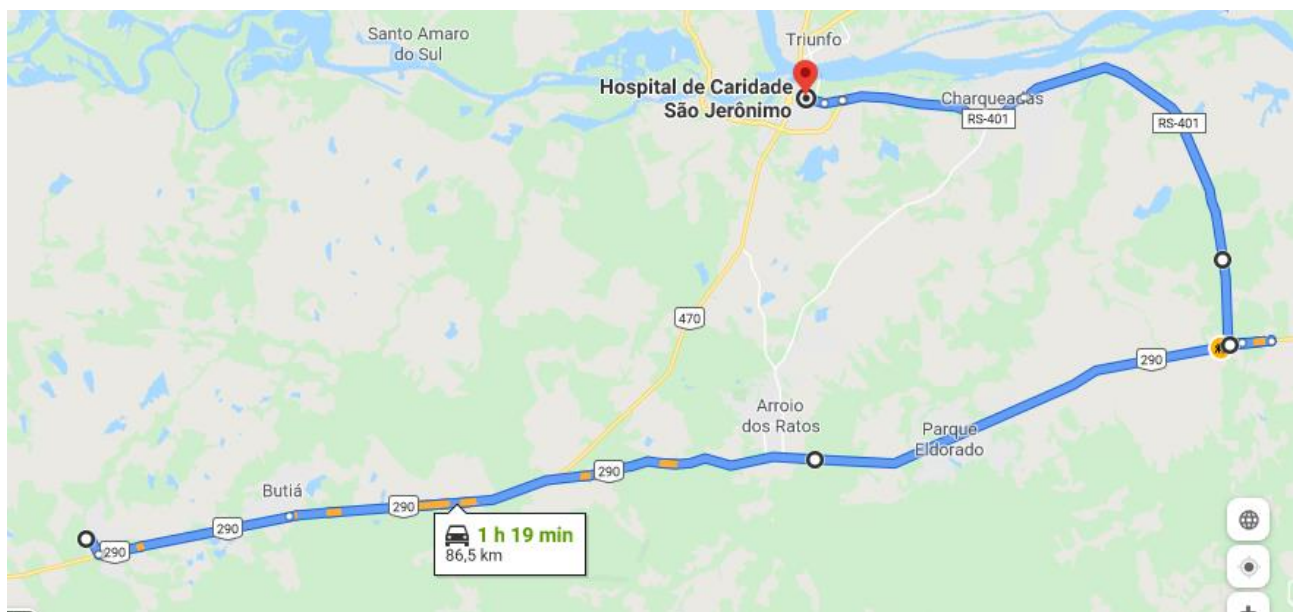 Santo Amaro
do Sul
Triunfo
Hospital de Caridade
São Jerônimo
Charqueadas
RS-401
RS-401
470
290
Arroio
dos Ratos
Parque
Eldorado
290
Butiá
290
290
290
1 h 19 min
86,5 km